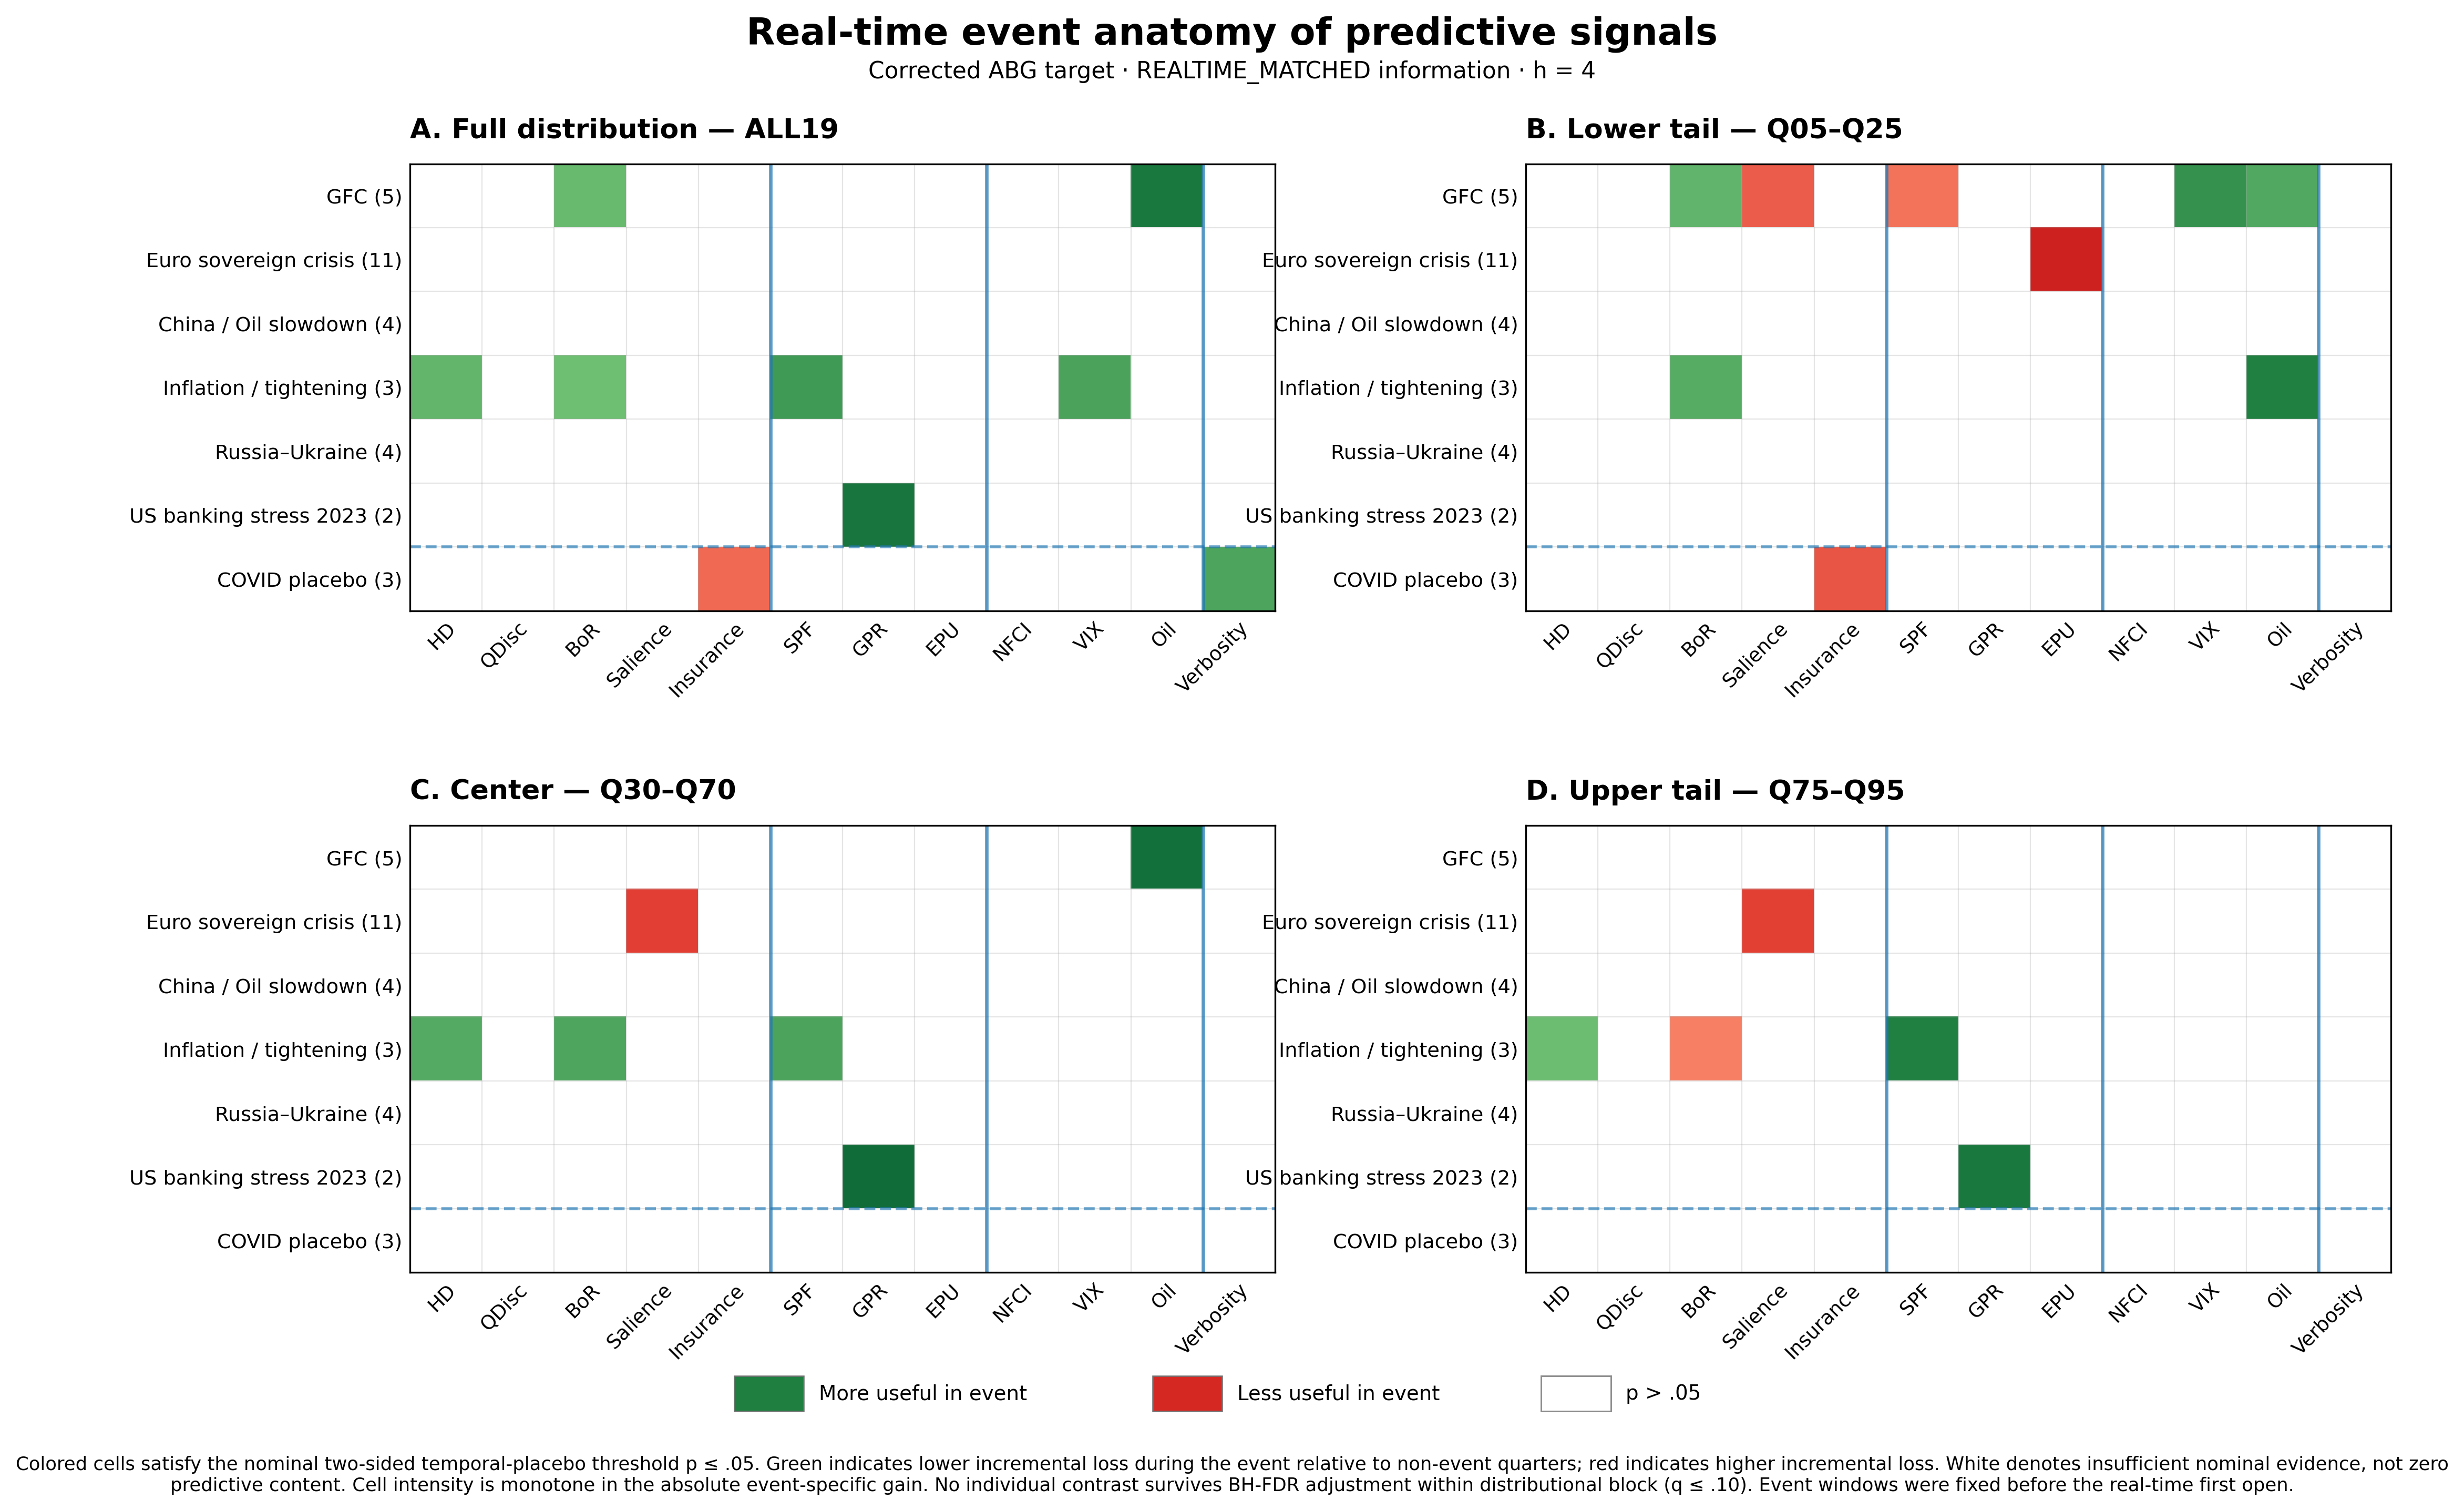 Real-time event anatomy of predictive signals
Corrected ABG target · REALTIME_MATCHED information · h = 4
A. Full distribution — ALL19
GFC (5)
Euro sovereign crisis (11)
China / Oil slowdown (4)
Inflation / tightening (3)
Russia–Ukraine (4)
US banking stress 2023 (2)
COVID placebo (3)
HD
QDisc
BoR
Salience
Insurance
SPF
GPR
EPU
NFCI
VIX
Oil
Verbosity
B. Lower tail — Q05–Q25
GFC (5)
Euro sovereign crisis (11)
China / Oil slowdown (4)
Inflation / tightening (3)
Russia–Ukraine (4)
US banking stress 2023 (2)
COVID placebo (3)
HD
QDisc
BoR
Salience
Insurance
SPF
GPR
EPU
NFCI
VIX
Oil
Verbosity
C. Center — Q30–Q70
GFC (5)
Euro sovereign crisis (11)
China / Oil slowdown (4)
Inflation / tightening (3)
Russia–Ukraine (4)
US banking stress 2023 (2)
COVID placebo (3)
HD
QDisc
BoR
Salience
Insurance
SPF
GPR
EPU
NFCI
VIX
Oil
Verbosity
D. Upper tail — Q75–Q95
GFC (5)
Euro sovereign crisis (11)
China / Oil slowdown (4)
Inflation / tightening (3)
Russia–Ukraine (4)
US banking stress 2023 (2)
COVID placebo (3)
HD
QDisc
BoR
Salience
Insurance
SPF
GPR
EPU
NFCI
VIX
Oil
Verbosity
More useful in event
Less useful in event
p > .05
Colored cells satisfy the nominal two-sided temporal-placebo threshold p ≤ .05. Green indicates lower incremental loss during the event relative to non-event quarters; red indicates higher incremental loss. White denotes insufficient nominal evidence, not zero
predictive content. Cell intensity is monotone in the absolute event-specific gain. No individual contrast survives BH-FDR adjustment within distributional block (q ≤ .10). Event windows were fixed before the real-time first open.